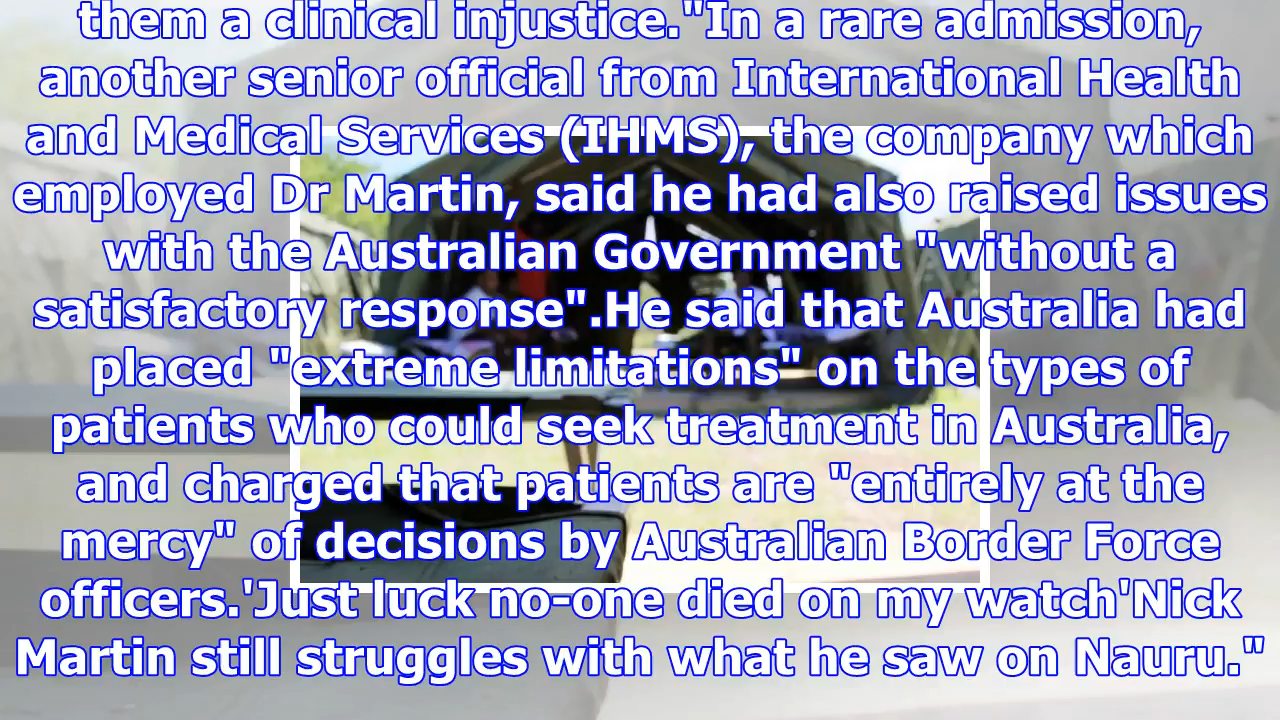 them a clinical injustice."In a rare admission,
another senior official from International Health
and Medical Services (IHMS), the company which
employed Dr Martin, said he had also raised issues
with the Australian Government "without a
satisfactory response".He said that Australia had
placed "extreme limitations" on the types of
patients who could seek treatment in Australia,
and charged that patients are "entirely at the
mercy" of decisions by Australian Border Force
officers.'Just luck no-one died on my watch'Nick
Martin still struggles with what he saw on Nauru."